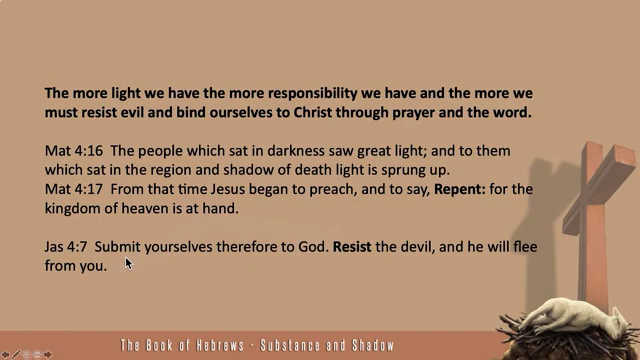 The more light we have the more responsibility we have and the more we
must resist evil and bind ourselves to Christ through prayer and the word.
Mat 4:16  The people which sat in darkness saw great light; and to them
which sat in the region and shadow of death light is sprung up.
Mat 4:17  From that time Jesus began to preach, and to say, Repent: for the
kingdom of heaven is at hand.
Jas 4:7  Submit yourselves therefore to God. Resist the devil, and he will flee
from you.
The Book of Hebrews - Substance and Shadow